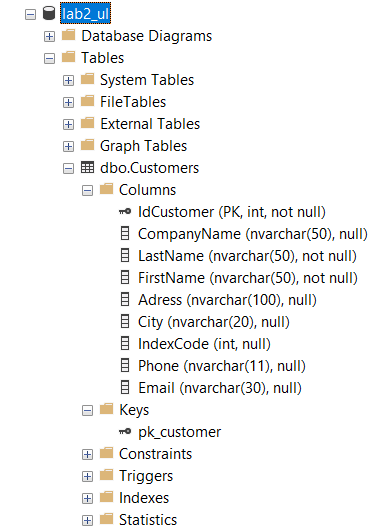 lab2_ul
Database Diagrams
Tables
System Tables
FileTables
External Tables
Graph Tables
dbo.Customers
Columns
IdCustomer (PK, int, not null)
CompanyName (nvarchar(50), null)
LastName (nvarchar(50), not null)
FirstName (nvarchar(50), not null)
Adress (nvarchar(100), null)
City (nvarchar(20), null)
IndexCode (int, null)
Phone (nvarchar(11), null)
Email (nvarchar(30), null)
Keys
pk_customer
Constraints
Triggers
Indexes
Statistics